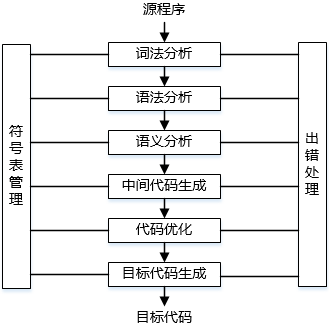 源程序
词法分析
语法分析
语义分析
中间代码生成
代码优化
目标代码生成
目标代码
符号表管理
出错处理